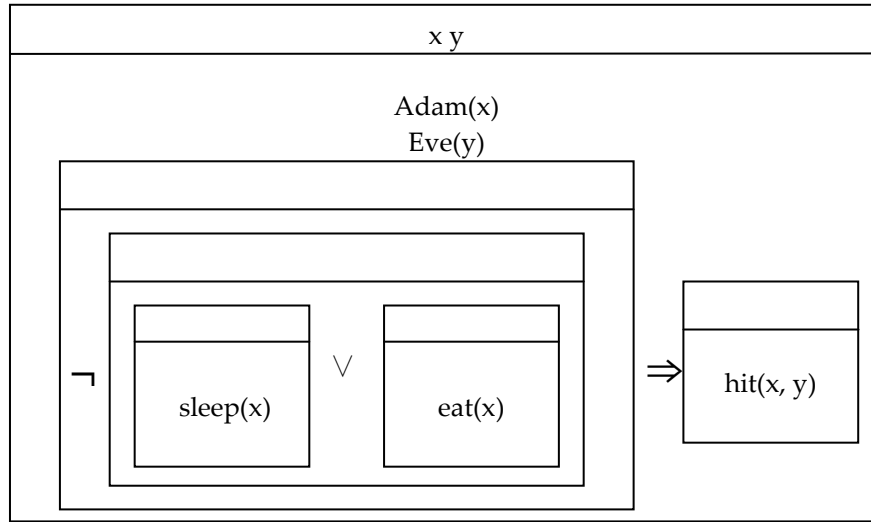 x y
Adam(x)
Eve(y)
¬ sleep(x) ∨ eat(x) ⇒ hit(x, y)